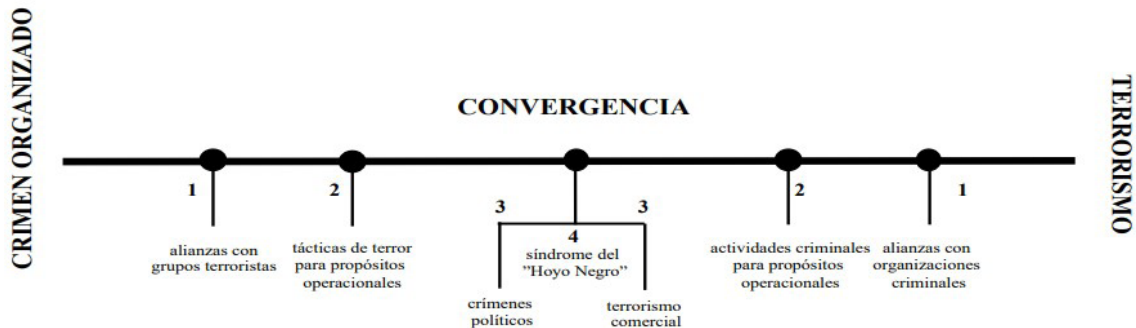 CRIMEN ORGANIZADO
CONVERGENCIA
TERRORISMO
1
alianzas con
grupos terroristas
2
tácticas de terror
para propósitos
operacionales
3
crímenes
políticos
4
síndrome del
”Hoyo Negro”
3
terrorismo
comercial
2
actividades criminales
para propósitos
operacionales
1
alianzas con
organizaciones
criminales